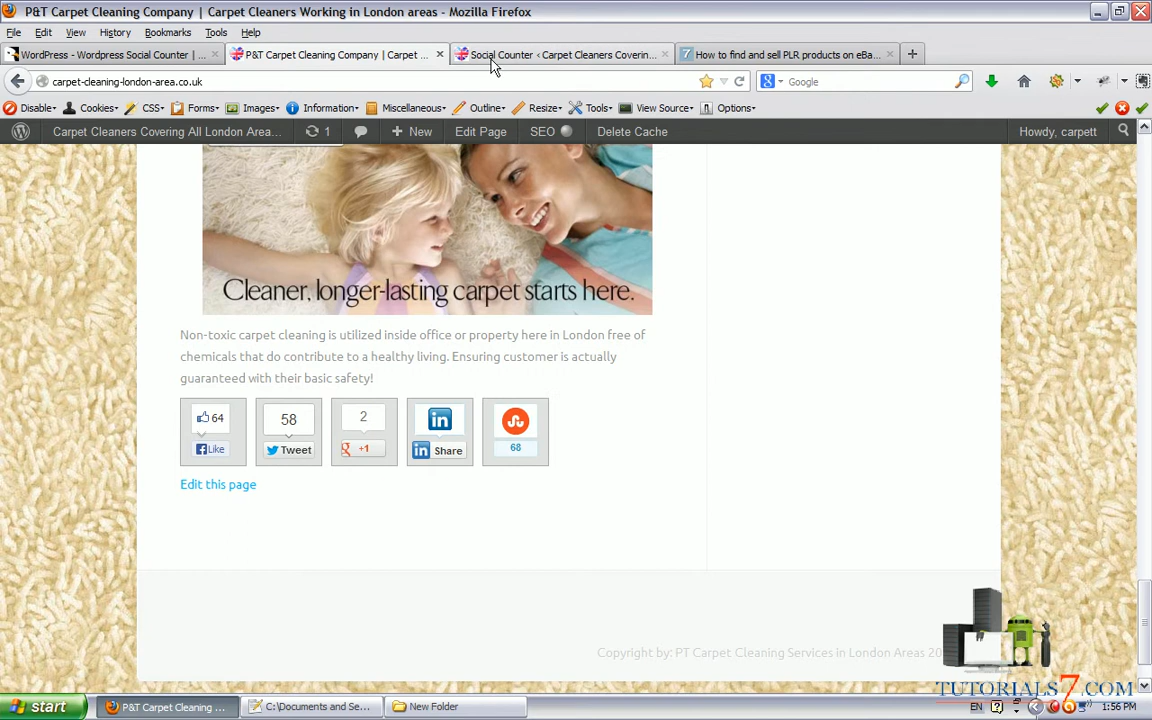 P&T Carpet Cleaning Company | Carpet Cleaners Working in London areas - Mozilla Firefox
File Edit View History Bookmarks Tools Help
WordPress - Wordpress Social Counter |
P&T Carpet Cleaning Company | Carpet ...
Social Counter ‹ Carpet Cleaners Coverin...
How to find and sell PLR products on eBa...
carpet-cleaning-london-area.co.uk
Google
Disable Cookies CSS Forms Images Information Miscellaneous Outline Resize Tools View Source Options
Carpet Cleaners Covering All London Area... 1 New Edit Page SEO Delete Cache Howdy, carpett
Cleaner, longer-lasting carpet starts here.
Non-toxic carpet cleaning is utilized inside office or property here in London free of
chemicals that do contribute to a healthy living. Ensuring customer is actually
guaranteed with their basic safety!
64 58 2 in
Like Tweet +1 in Share 68
Edit this page
Copyright by: PT Carpet Cleaning Services in London Areas 20
TUTORIALS7.COM
start P&T Carpet Cleaning ... C:\Documents and Se... New Folder EN 1:56 PM